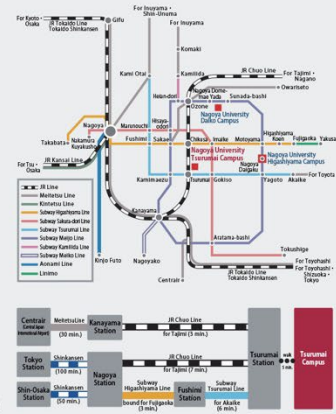 For Kyoto · Osaka
JR Tokaido Line
Tokaido Shinkansen
Gifu
For Inuyama · Shin-Unuma
For Inuyama
Komaki
Kami Otai
Kamiida
JR Chuo Line
For Tajimi · Nagano
Owariseto
Heian-dori
Nagoya Dome-mae Yada
Sunada-bashi
Ozone
Nagoya University
Daiko Campus
Nagoya
Marunochi
Hisaya-odori
Takabata
Nakamura Kuyakusho
Fushimi
Sakae
Chikusa
Imaike
Motoyama
Higashiyama Koen
Fujigaoka
Yakusa
For Tsu · Osaka
JR Kansai Line
Nagoya University
Tsurumai Campus
Nagoya Daigaku
Nagoya University
Higashiyama Campus
Kamimaezu
Tsurumai
Gokiso
Yagoto
Akaike
For Toyota
JR Line
Meitetsu Line
Kintetsu Line
Subway Higashiyama Line
Subway Sakura-dori Line
Subway Tsurumai Line
Subway Meijo Line
Subway Kamiida Line
Subway Meiko Line
Aonami Line
Linimo
Kanayama
Kinjo Futo
Nagoyako
Aratama-bashi
Tokushige
Centrair
JR Tokaido Line
Tokaido Shinkansen
For Toyohashi
For Toyohashi · Shizuoka · Tokyo
Centrair
Meitetsu Line
(30 min.)
Kanayama Station
JR Chuo Line
for Tajimi (3 min.)
Tokyo Station
Shinkansen
(100 min.)
Nagoya Station
JR Chuo Line
for Tajimi (7 min.)
Shin-Osaka Station
Shinkansen
(50 min.)
Subway Higashiyama Line
bound for Fujigaoka
(3 min.)
Fushimi Station
Subway Tsurumai Line
for Akaike
(6 min.)
Tsurumai Station
walk
Tsurumai Campus